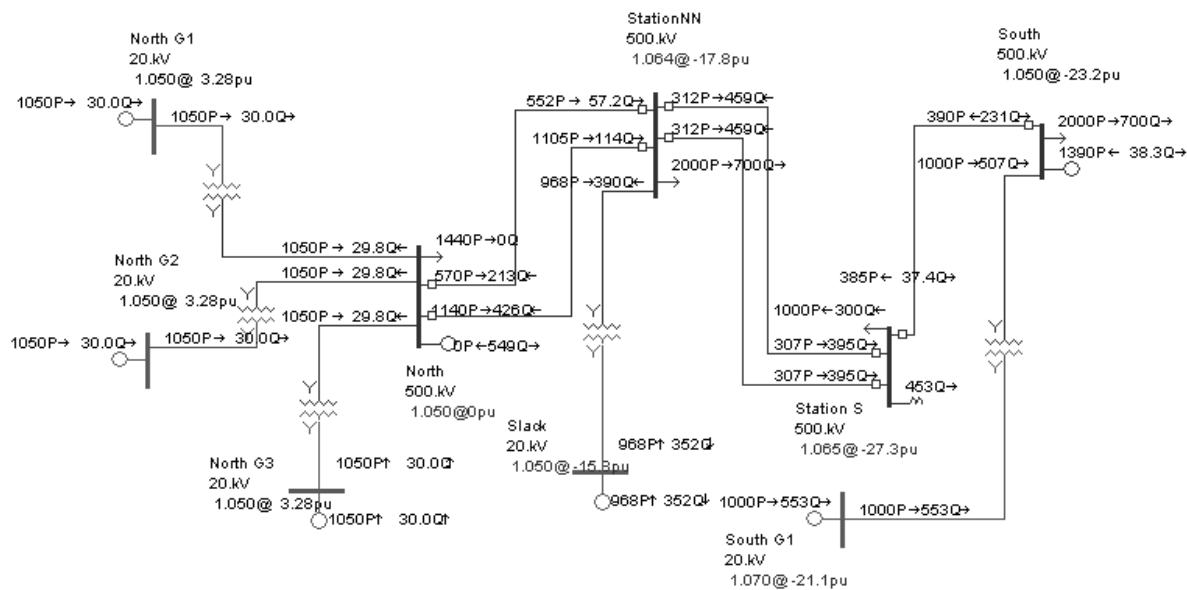 StationNN
500.kV
1.064@-17.8pu
North G1
20.kV
1.050@ 3.28pu
South
500.kV
1.050@-23.2pu
1050P→ 30.0Q→
1050P→ 30.0Q→
552P→ 57.2Q→
312P→459Q←
1105P→114Q→
312P→459Q←
968P→390Q←
2000P→700Q→
390P←231Q→
2000P→700Q→
1000P→507Q→
1390P← 38.3Q→
Y
Y
North G2
20.kV
1.050@ 3.28pu
1050P→ 29.8Q←
1440P→0Q
1050P→ 29.8Q←
570P→213Q←
1050P→ 29.8Q←
1140P→426Q←
0P←549Q→
1050P→ 30.0Q→
1050P→ 30.0Q→
Y
Y
385P← 37.4Q→
1000P←300Q←
307P→395Q←
307P→395Q←
453Q→
Y
Y
Y
Y
North
500.kV
1.050@0pu
Station S
500.kV
1.065@-27.3pu
Y
Y
Slack
20.kV
1.050@-15.8pu
968P↑ 352Q↓
968P↑ 352Q↓
North G3
20.kV
1.050@ 3.28pu
1050P↑ 30.0Q↑
1050P↑ 30.0Q↑
1000P→553Q→
1000P→553Q→
South G1
20.kV
1.070@-21.1pu